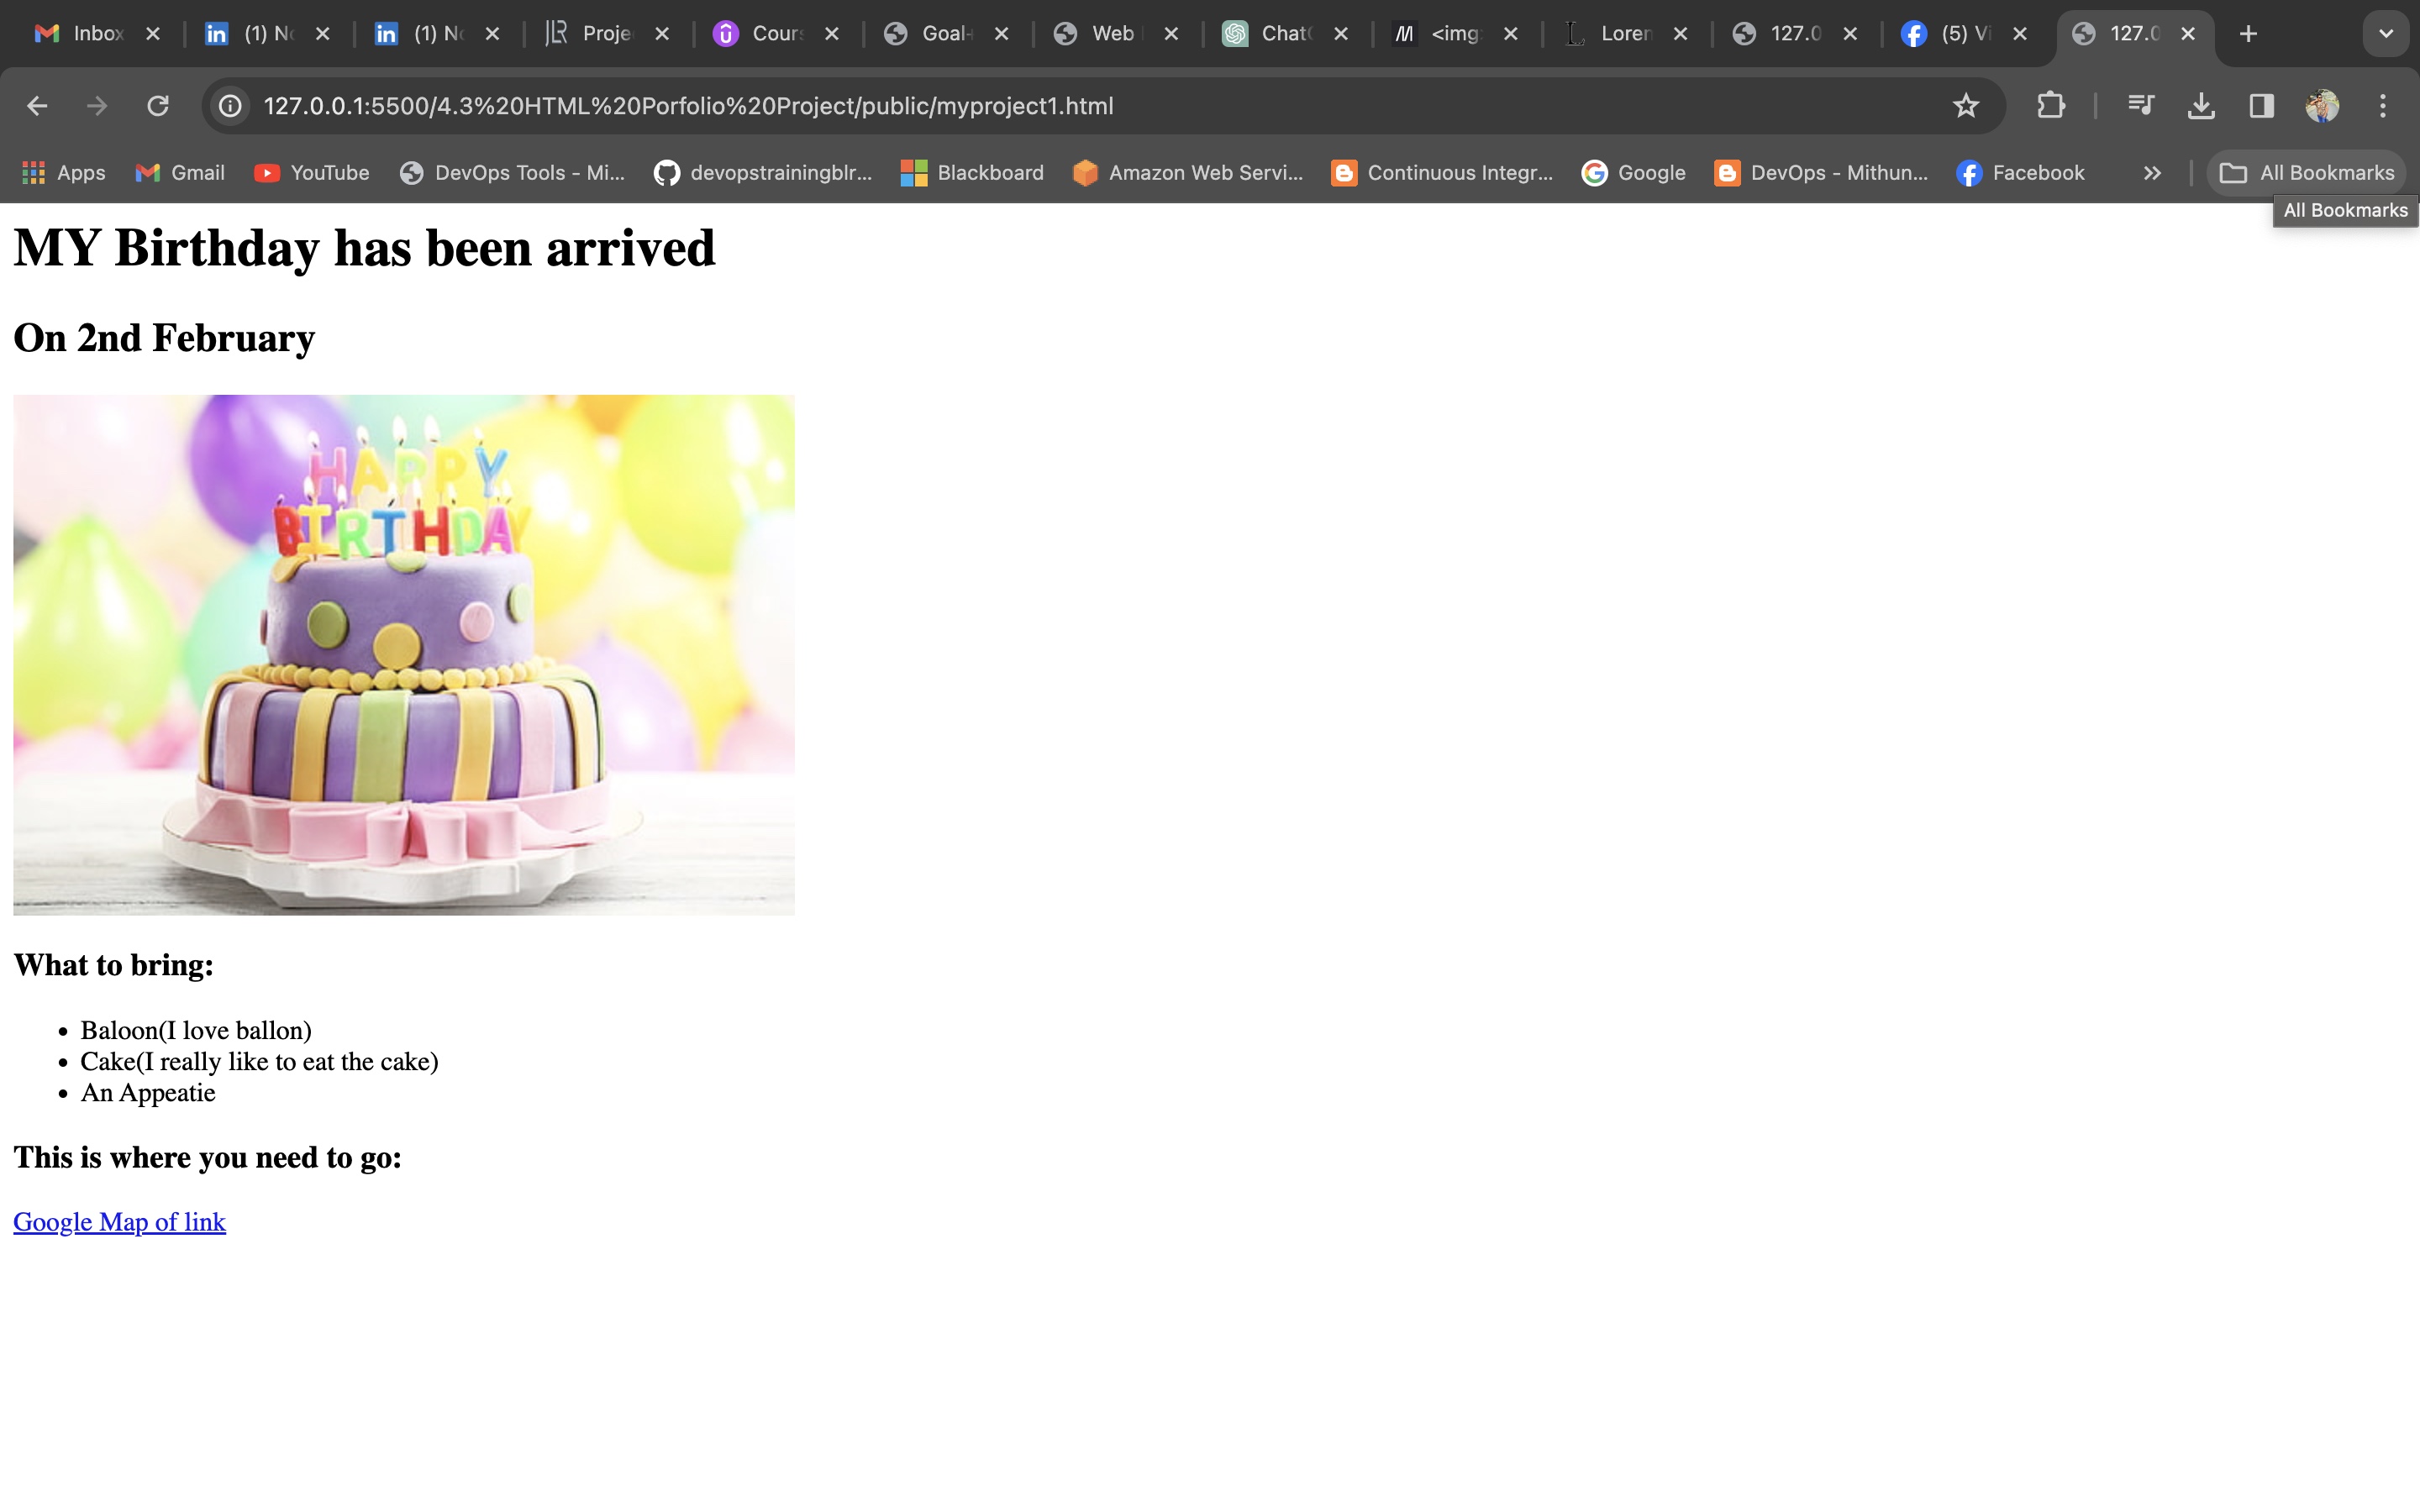 Inbox
(1) No
(1) No
Proje
Cours
Goal-
Web
ChatG
<img
Lorem
127.0
(5) Vi
127.0
127.0.0.1:5500/4.3%20HTML%20Porfolio%20Project/public/myproject1.html
Apps
Gmail
YouTube
DevOps Tools - Mi...
devopstrainingblr...
Blackboard
Amazon Web Servi...
Continuous Integr...
Google
DevOps - Mithun...
Facebook
All Bookmarks
All Bookmarks
MY Birthday has been arrived
On 2nd February
HAPPY
BIRTHDAY
What to bring:
Baloon(I love ballon)
Cake(I really like to eat the cake)
An Appeatie
This is where you need to go:
Google Map of link